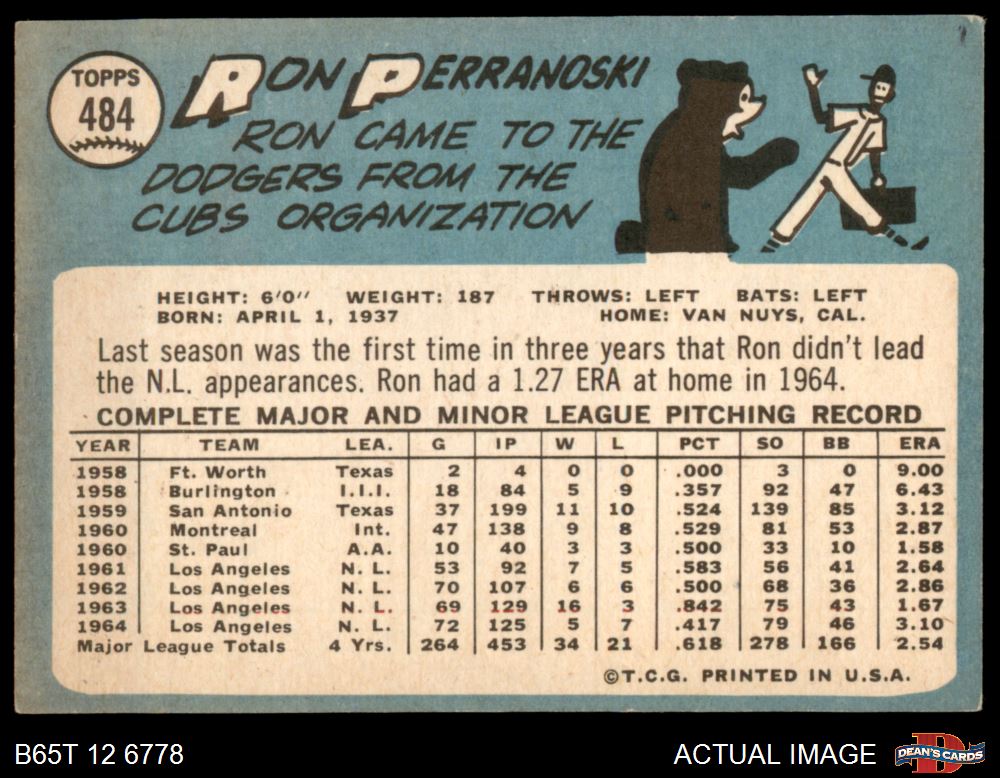 TOPPS
484
RON PERRANOSKI
RON CAME TO THE
DODGERS FROM THE
CUBS ORGANIZATION
HEIGHT: 6'0" WEIGHT: 187 THROWS: LEFT BATS: LEFT
BORN: APRIL 1, 1937 HOME: VAN NUYS, CAL.
Last season was the first time in three years that Ron didn't lead
the N.L. appearances. Ron had a 1.27 ERA at home in 1964.
COMPLETE MAJOR AND MINOR LEAGUE PITCHING RECORD
YEAR TEAM LEA. G IP W L PCT SO BB ERA
1958 Ft. Worth Texas 2 4 0 0 .000 3 0 9.00
1958 Burlington I.I.I. 18 84 5 9 .357 92 47 6.43
1959 San Antonio Texas 37 199 11 10 .524 139 85 3.12
1960 Montreal Int. 47 138 9 8 .529 81 53 2.87
1960 St. Paul A.A. 10 40 3 3 .500 33 10 1.58
1961 Los Angeles N. L. 53 92 7 5 .583 56 41 2.64
1962 Los Angeles N. L. 70 107 6 6 .500 68 36 2.86
1963 Los Angeles N. L. 69 129 16 3 .842 75 43 1.67
1964 Los Angeles N. L. 72 125 5 7 .417 79 46 3.10
Major League Totals 4 Yrs. 264 453 34 21 .618 278 166 2.54
©T.C.G. PRINTED IN U.S.A.
B65T 12 6778 ACTUAL IMAGE DEAN'S CARDS